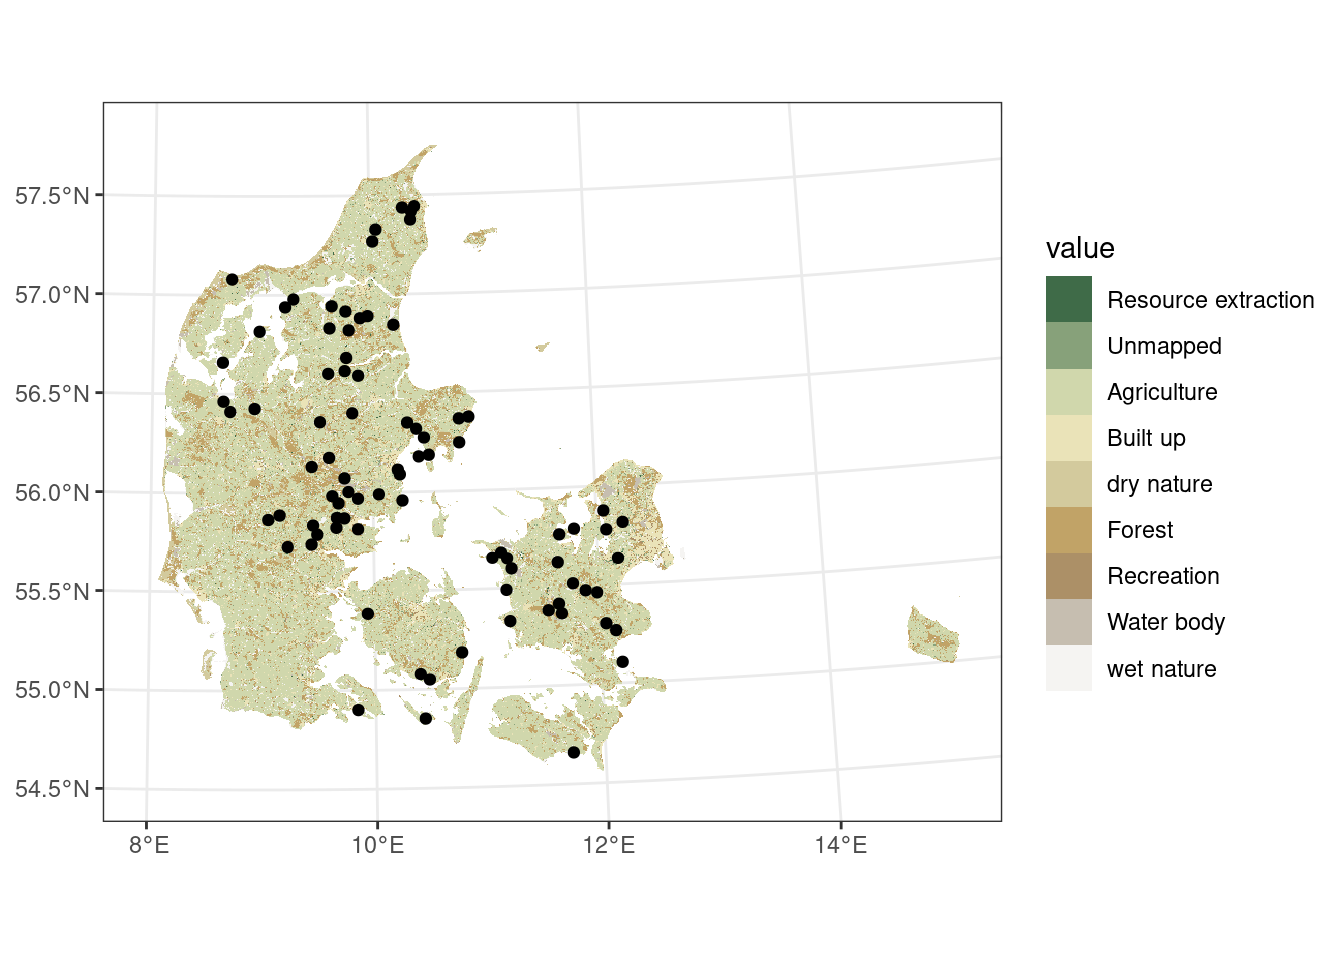 57.5°N
57.0°N
56.5°N
56.0°N
55.5°N
55.0°N
54.5°N
8°E
10°E
12°E
14°E
value
Resource extraction
Unmapped
Agriculture
Built up
dry nature
Forest
Recreation
Water body
wet nature